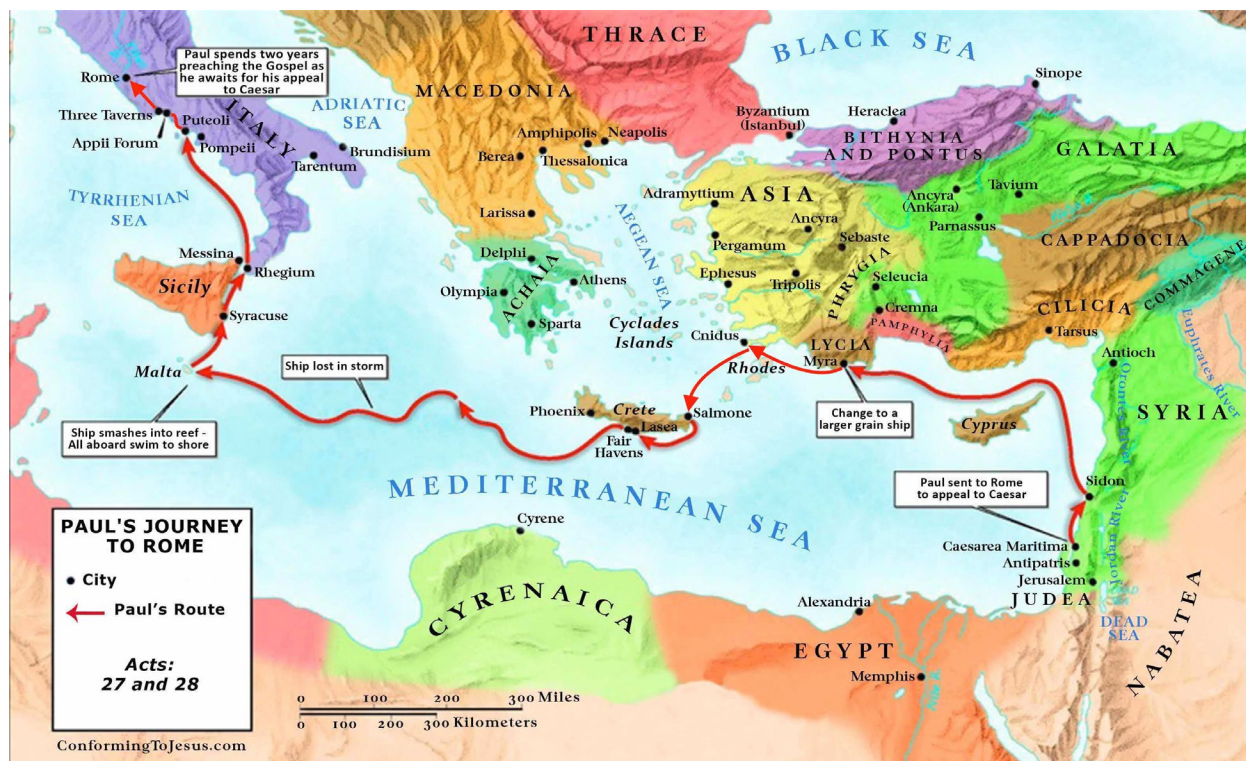 THRACE
BLACK SEA
Paul spends two years
preaching the Gospel as
he awaits for his appeal
to Caesar
Rome
Sinope
MACEDONIA
ADRIATIC
SEA
ITALY
Three Taverns
Puteoli
Appii Forum
Pompeii
Brundisium
Tarentum
Byzantium
(Istanbul)
Heraclea
BITHYNIA
AND PONTUS
GALATIA
Amphipolis
Neapolis
Berea
Thessalonica
TYRRHENIAN
SEA
Adramyttium
ASIA
Ancyra
(Ankara)
Tavium
Halys R.
Larissa
AEGEAN SEA
Ancyra
Parnassus
Pergamum
Sebaste
CAPPADOCIA
Messina
Rhegium
Delphi
ACHAIA
Athens
Ephesus
Tripolis
PHRYGIA
Seleucia
COMMAGENE
Sicily
Olympia
Cremna
CILICIA
Syracuse
Sparta
Cyclades
Islands
Cnidus
PAMPHYLIA
Tarsus
Euphrates River
LYCIA
Myra
Rhodes
Antioch
Malta
Ship lost in storm
Orontes River
SYRIA
Phoenix
Crete
Salmone
Change to a
larger grain ship
Cyprus
Ship smashes into reef -
All aboard swim to shore
Lasea
Fair
Havens
MEDITERRANEAN SEA
Paul sent to Rome
to appeal to Caesar
Sidon
Jordan River
PAUL'S JOURNEY
TO ROME
City
Paul's Route
Acts:
27 and 28
Cyrene
CYRENAICA
Caesarea Maritima
Antipatris
Jerusalem
JUDEA
DEAD
SEA
NABATEA
Alexandria
EGYPT
Memphis
Nile R.
0 100 200 300 Miles
0 100 200 300 Kilometers
ConformingToJesus.com